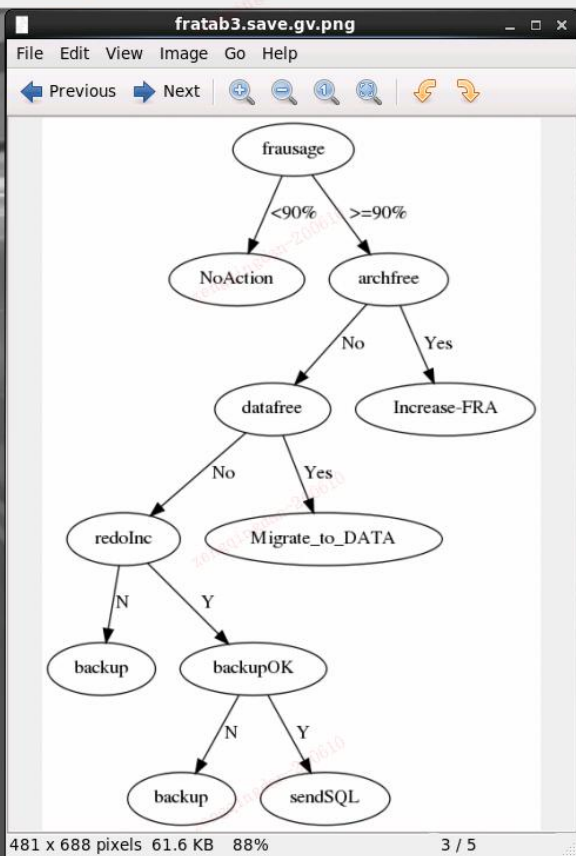 fratab3.save.gv.png
File Edit View Image Go Help
Previous Next
frausage
<90% >=90%
NoAction archfree
No Yes
datafree Increase-FRA
No Yes
redoInc Migrate_to_DATA
N Y
backup backupOK
N Y
backup sendSQL
481 x 688 pixels 61.6 KB 88% 3 / 5